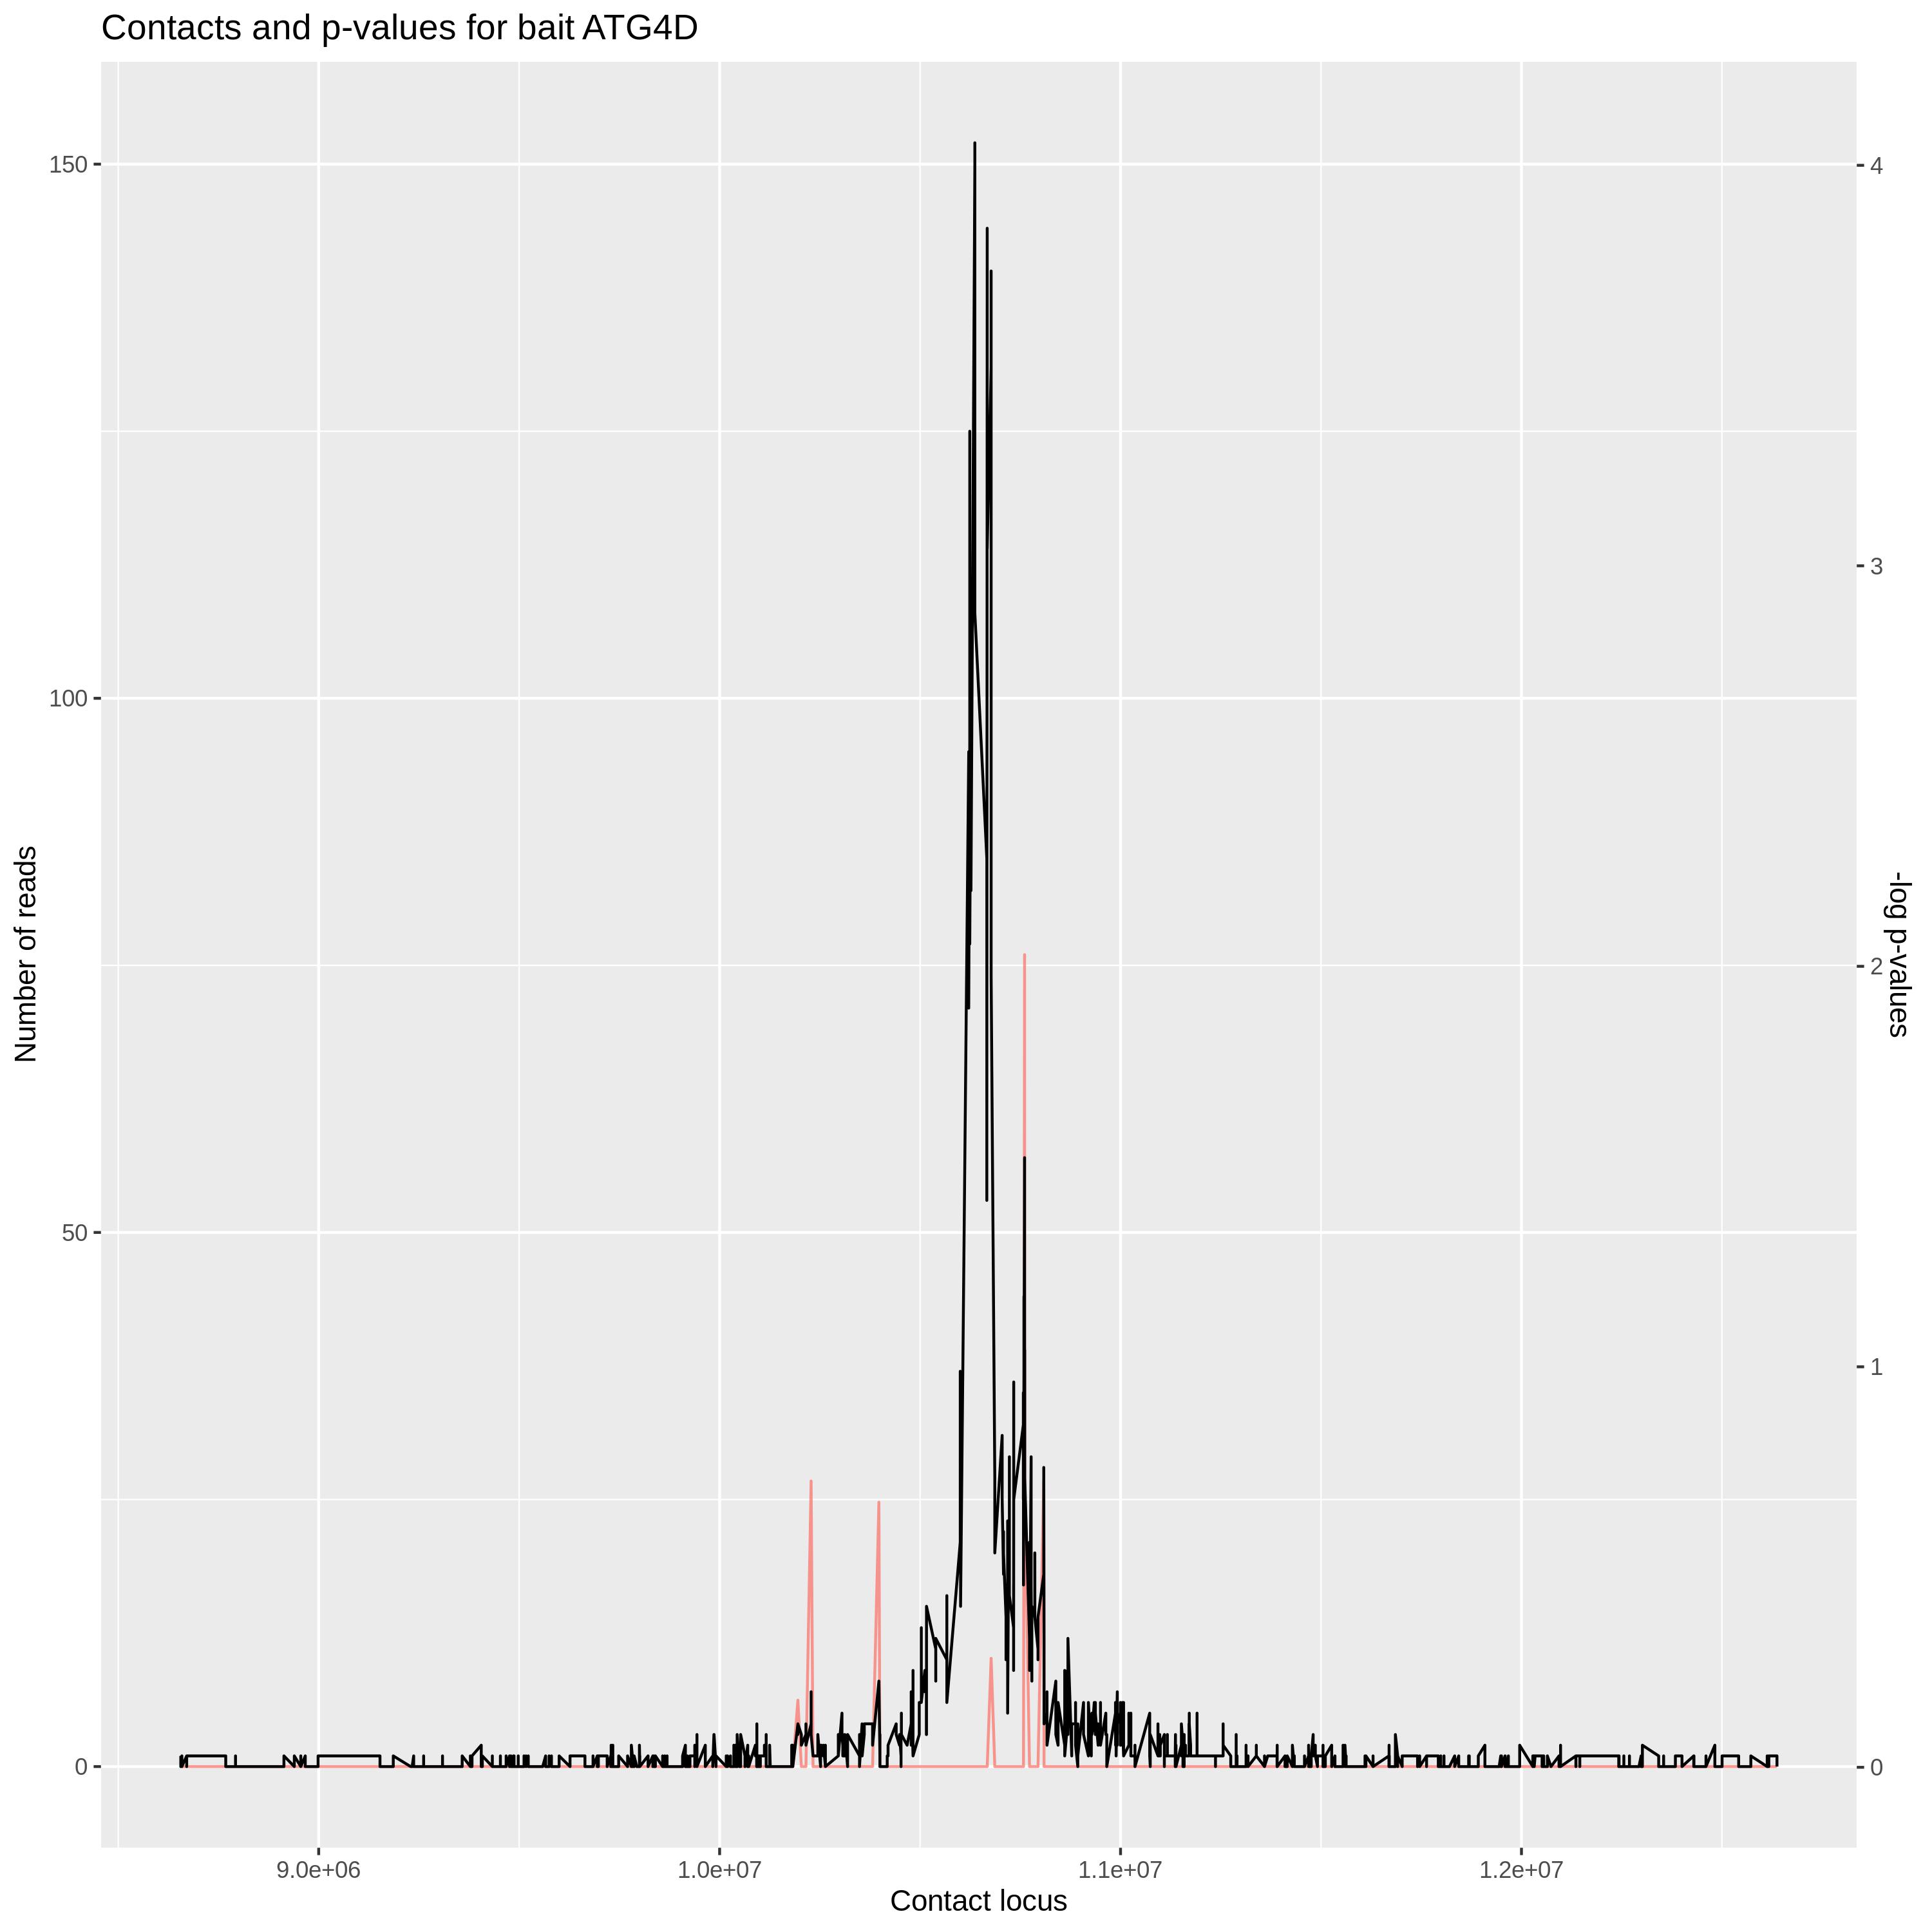 Contacts and p-values for bait ATG4D
150
100
50
0
Number of reads
4
3
2
1
0
-log p-values
9.0e+06
1.0e+07
1.1e+07
1.2e+07
Contact locus